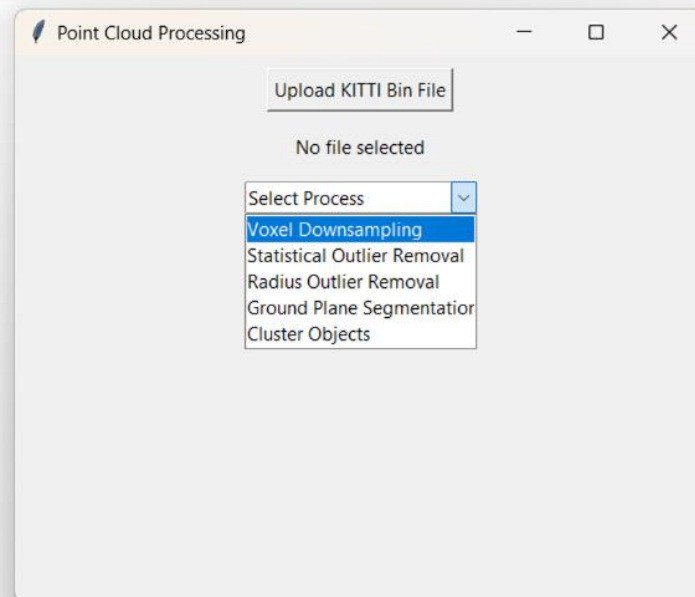 Point Cloud Processing
Upload KITTI Bin File
No file selected
Select Process
Voxel Downsampling
Statistical Outlier Removal
Radius Outlier Removal
Ground Plane Segmentation
Cluster Objects